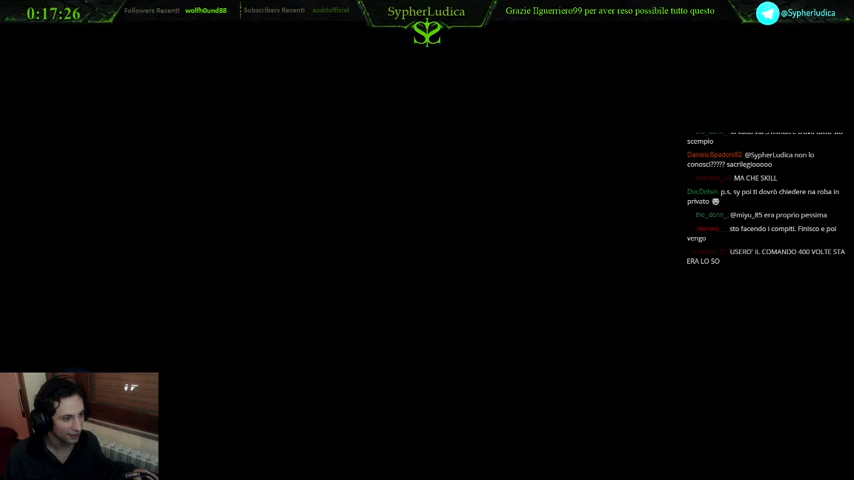 0:17:26
Followers Recenti wolfh0und88
Subscribers Recenti
SypherLudica
Grazie Ilguerriero99 per aver reso possibile tutto questo
@Sypherludica
scempio
DanieleSpadoni82 @SypherLudica non lo
conosci????? sacrilegiooooo
MA CHE SKILL
DocDelsin: p.s. sy poi ti dovrò chiedere na roba in
privato
the_denn_: @miyu_85 era proprio pessima
sto facendo i compiti. Finisco e poi
vengo
USERO' IL COMANDO 400 VOLTE STA
ERA LO SO